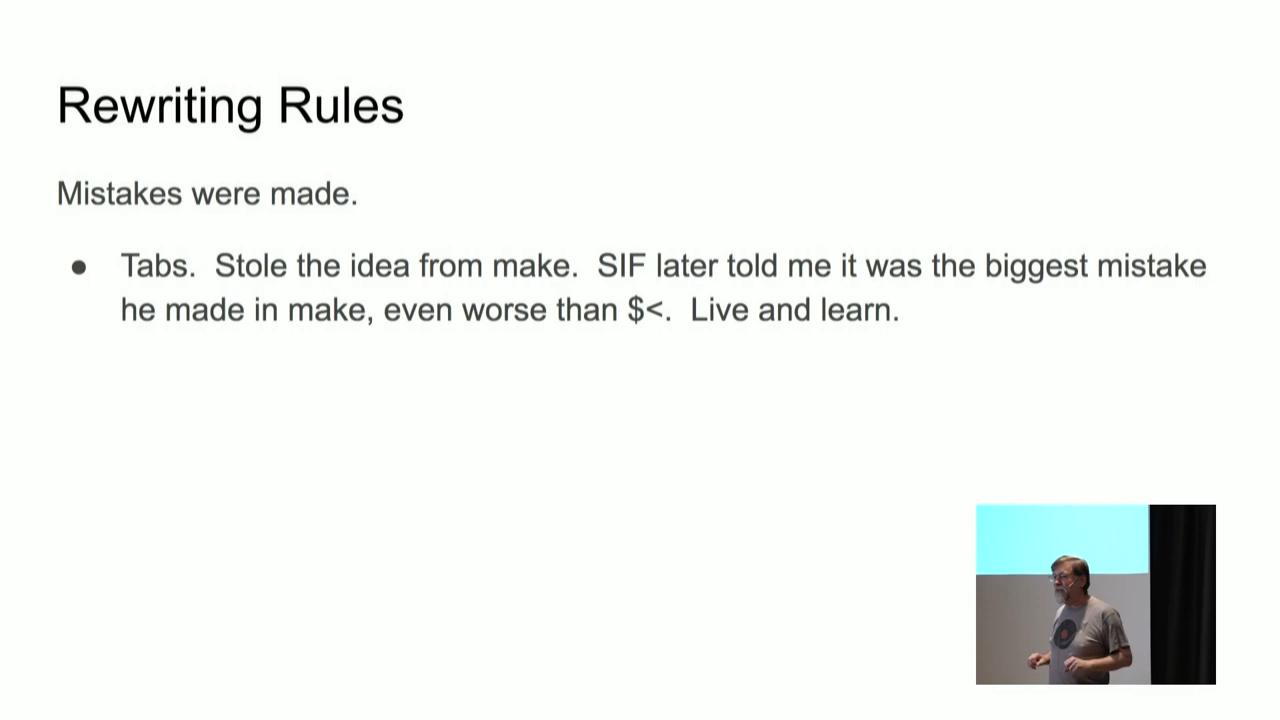 Rewriting Rules
Mistakes were made.
● Tabs.  Stole the idea from make.  SIF later told me it was the biggest mistake
he made in make, even worse than $<.  Live and learn.